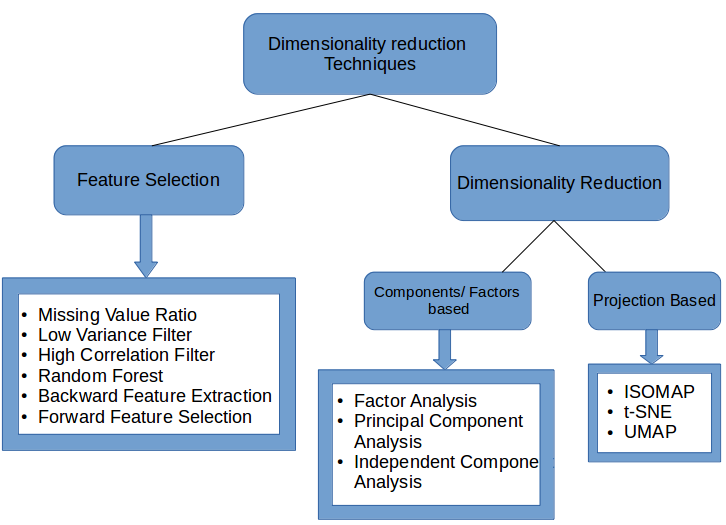 Dimensionality reduction
Techniques
Feature Selection
Dimensionality Reduction
Components/ Factors
based
Projection Based
• Missing Value Ratio
• Low Variance Filter
• High Correlation Filter
• Random Forest
• Backward Feature Extraction
• Forward Feature Selection
• Factor Analysis
• Principal Component
Analysis
• Independent Compone
Analysis
• ISOMAP
• t-SNE
• UMAP